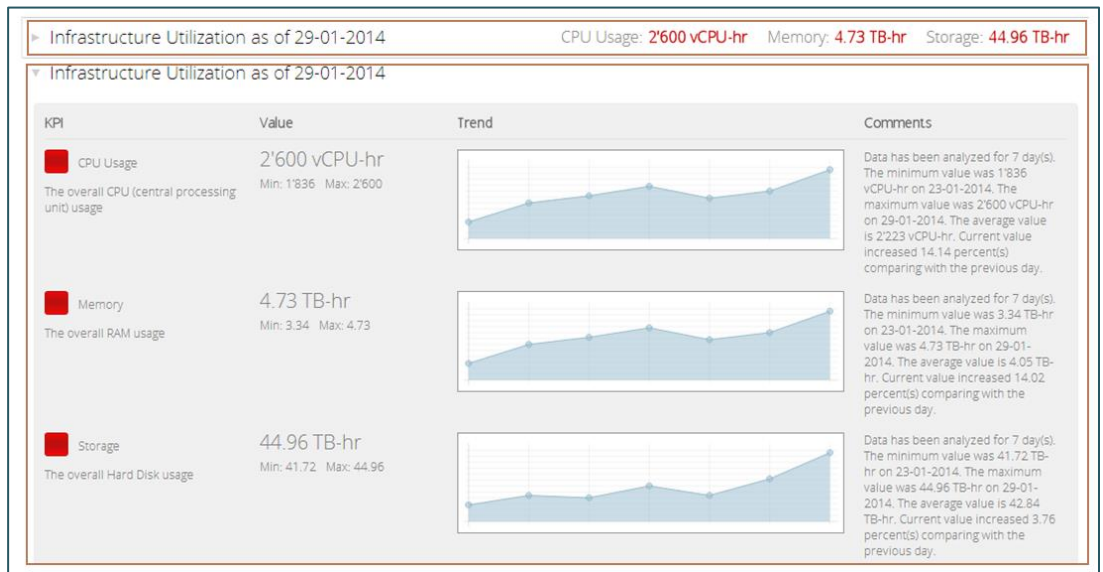 Infrastructure Utilization as of 29-01-2014 CPU Usage: 2'600 vCPU-hr Memory: 4.73 TB-hr Storage: 44.96 TB-hr
Infrastructure Utilization as of 29-01-2014
KPI Value Trend Comments
CPU Usage
The overall CPU (central processing
unit) usage
2'600 vCPU-hr
Min: 1'836 Max: 2'600
Data has been analyzed for 7 day(s).
The minimum value was 1'836
vCPU-hr on 23-01-2014. The
maximum value was 2'600 vCPU-hr
on 29-01-2014. The average value
is 2'223 vCPU-hr. Current value
increased 14.14 percent(s)
comparing with the previous day.
Memory
The overall RAM usage
4.73 TB-hr
Min: 3.34 Max: 4.73
Data has been analyzed for 7 day(s).
The minimum value was 3.34 TB-hr
on 23-01-2014. The maximum
value was 4.73 TB-hr on 29-01-
2014. The average value is 4.05 TB-
hr. Current value increased 14.02
percent(s) comparing with the
previous day.
Storage
The overall Hard Disk usage
44.96 TB-hr
Min: 41.72 Max: 44.96
Data has been analyzed for 7 day(s).
The minimum value was 41.72 TB-
hr on 23-01-2014. The maximum
value was 44.96 TB-hr on 29-01-
2014. The average value is 42.84
TB-hr. Current value increased 3.76
percent(s) comparing with the
previous day.